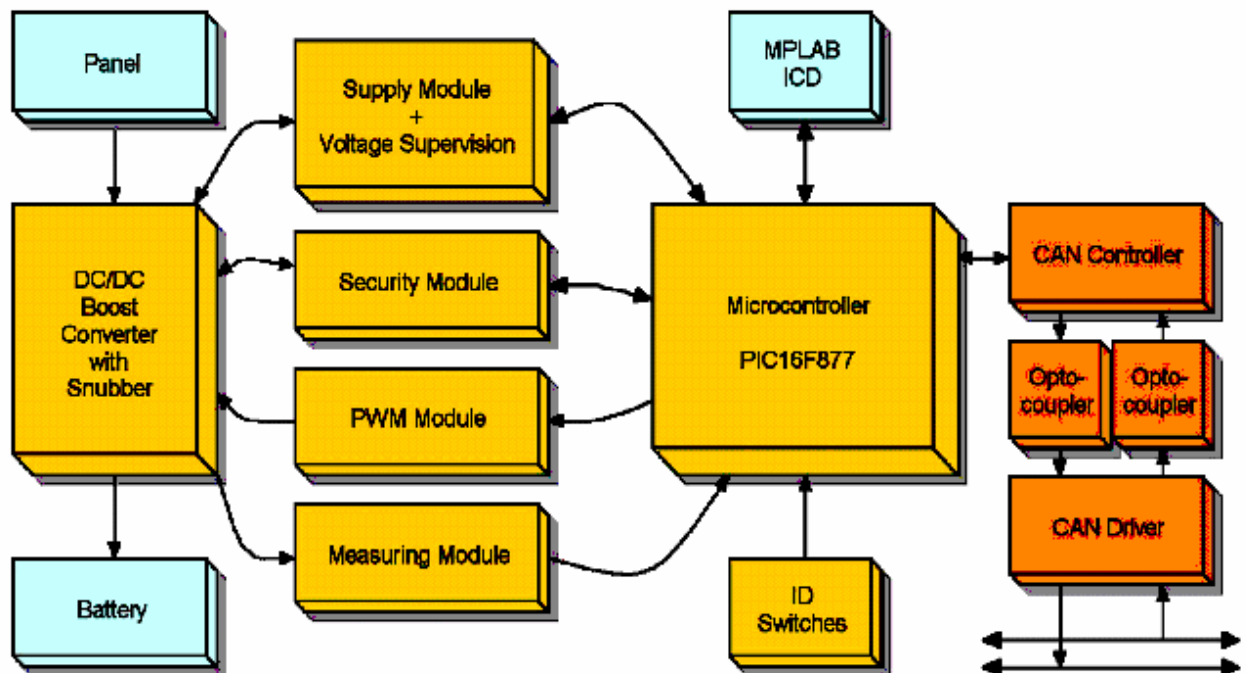 Panel
Supply Module
+
Voltage Supervision
MPLAB
ICD
DC/DC
Boost
Converter
with
Snubber
Security Module
PWM Module
Measuring Module
Microcontroller
PIC16F877
CAN Controller
Opto-
coupler
Opto-
coupler
CAN Driver
Battery
ID
Switches